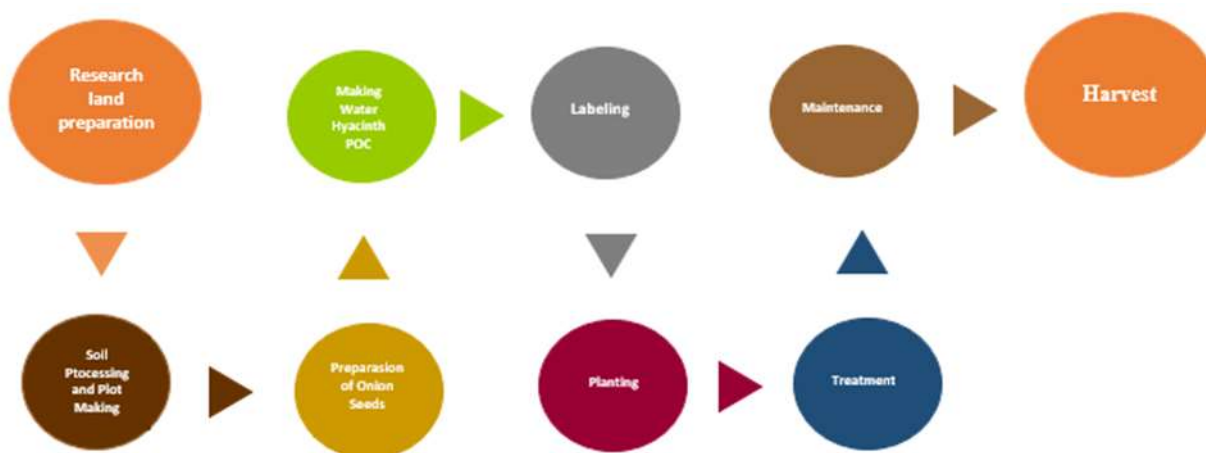 Research
land
preparation
Soil
Ptocessing
and Plot
Making
Preparasion
of Onion
Seeds
Making
Water
Hyacinth
POC
Labeling
Planting
Treatment
Maintenance
Harvest